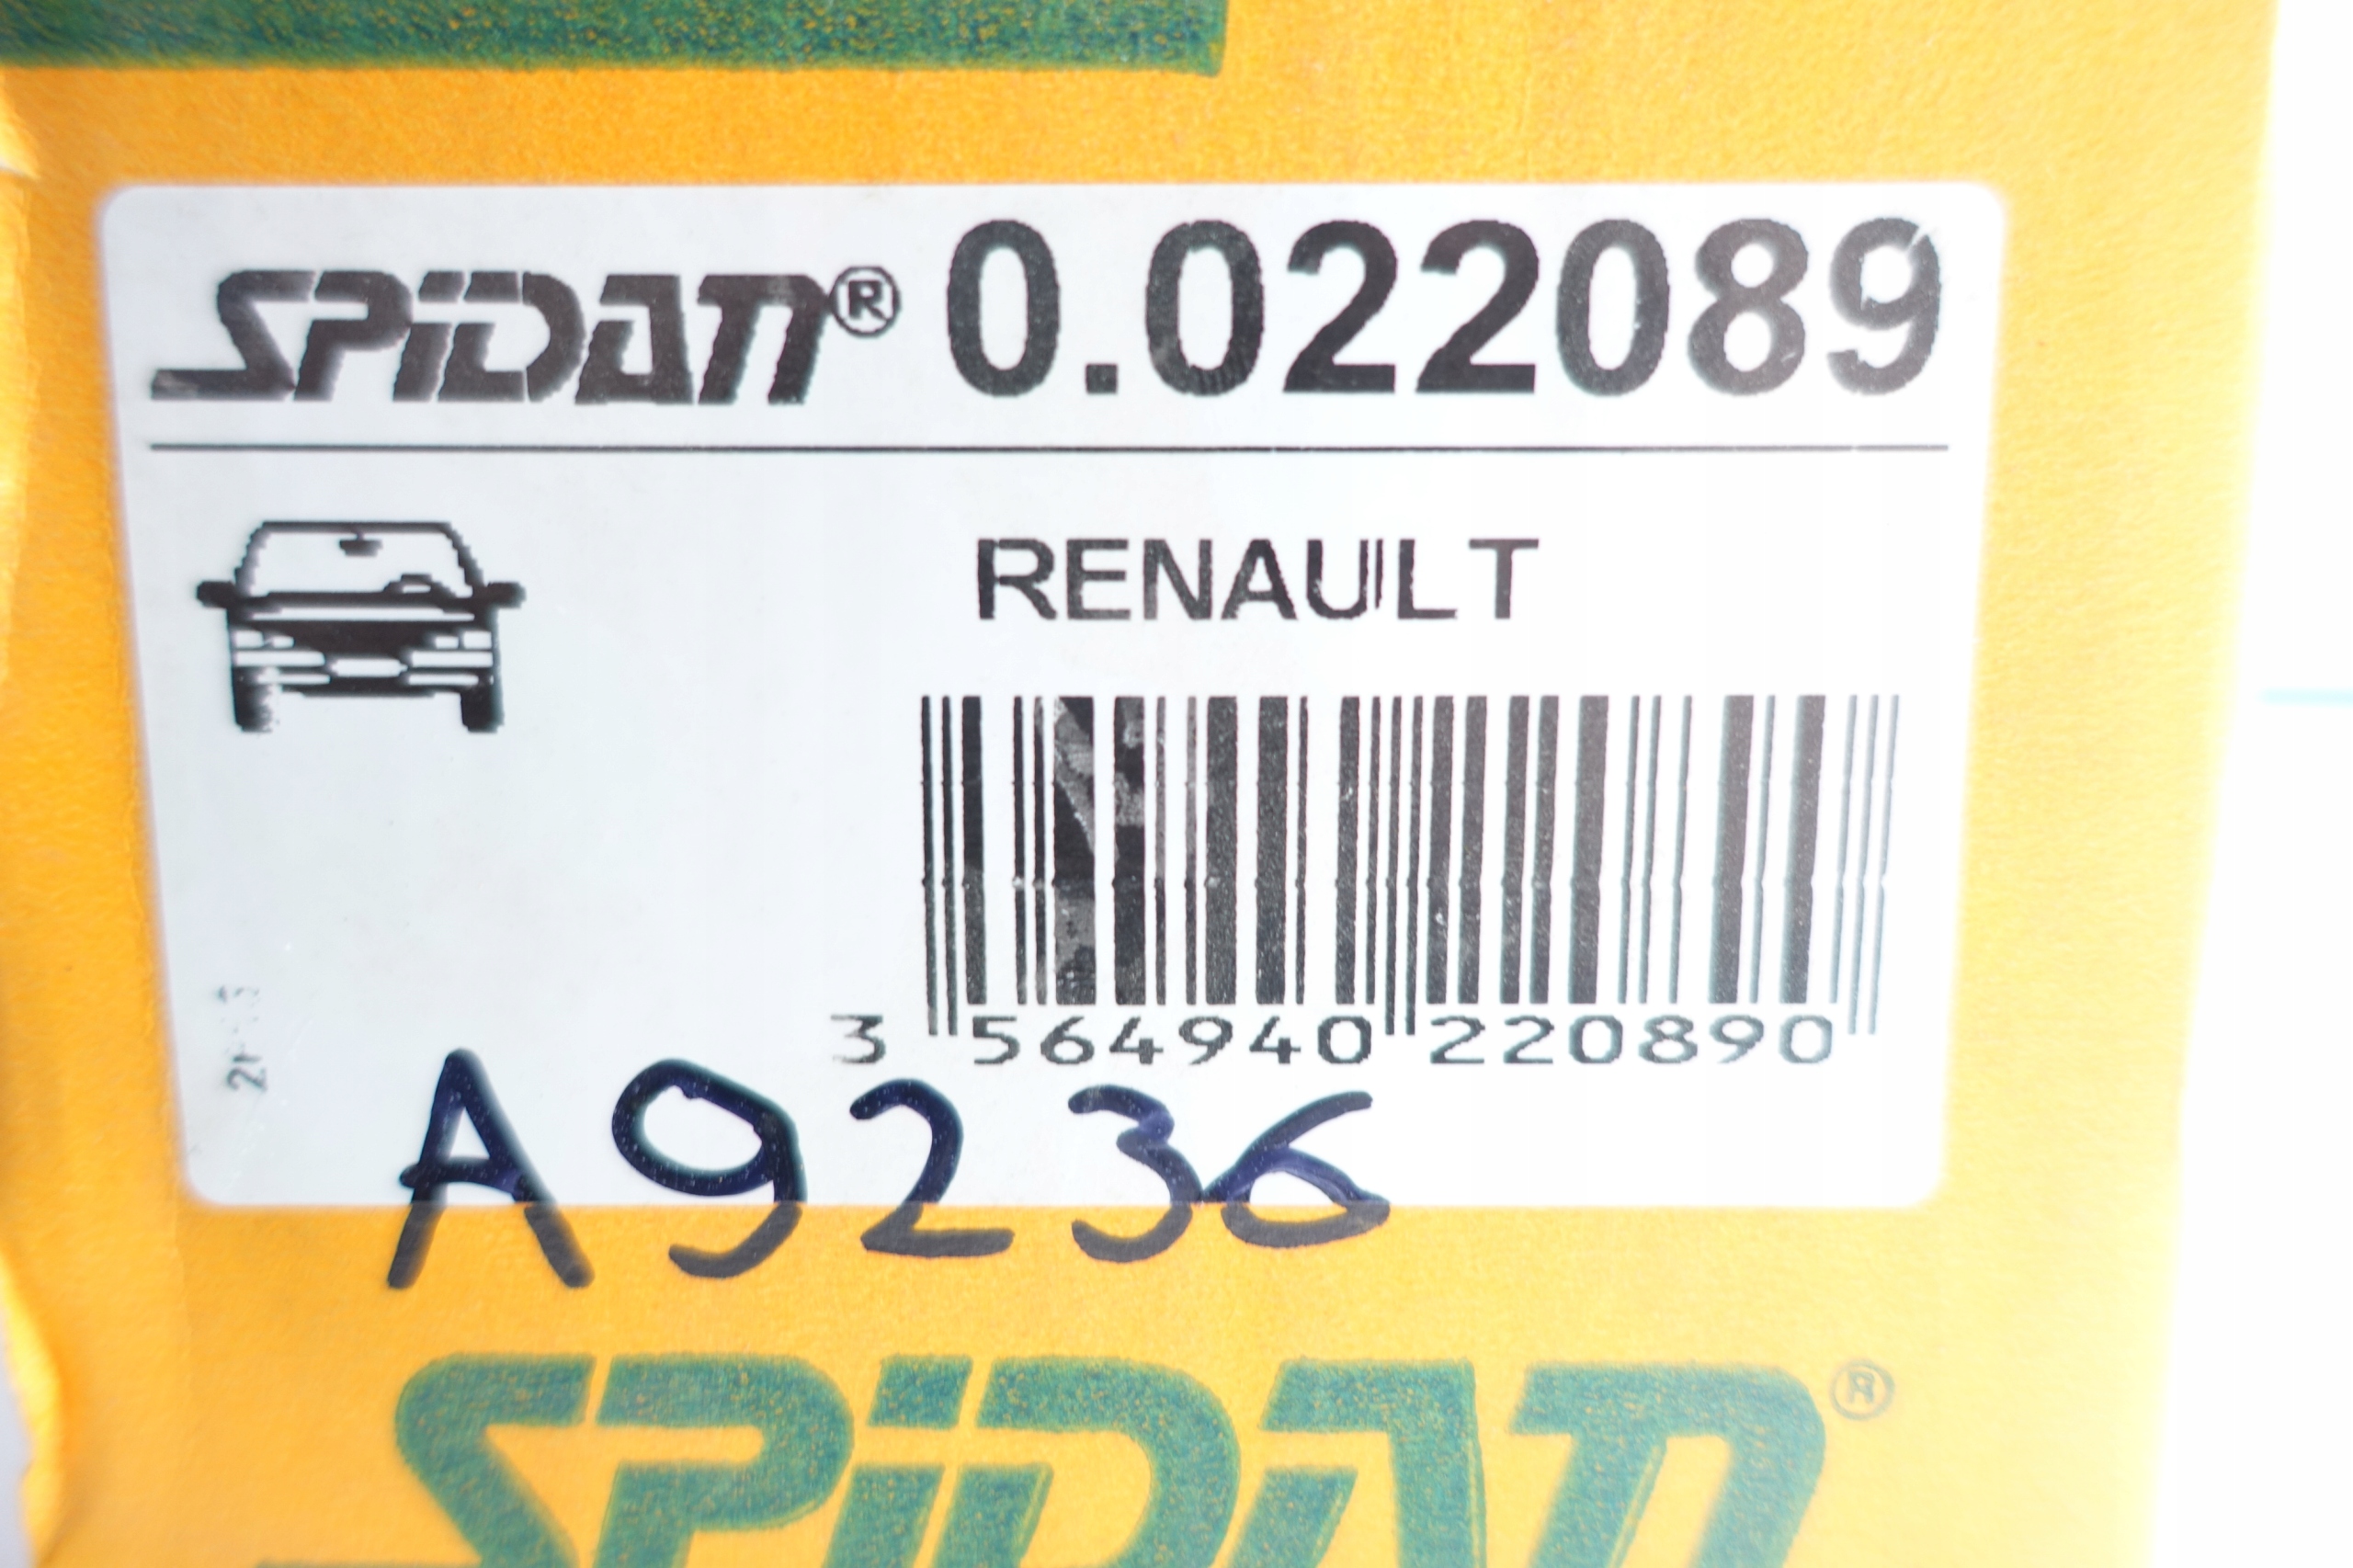 SPIDAN® 0.022089
RENAULT
3 564940 220890
A9236
SPIDAN®